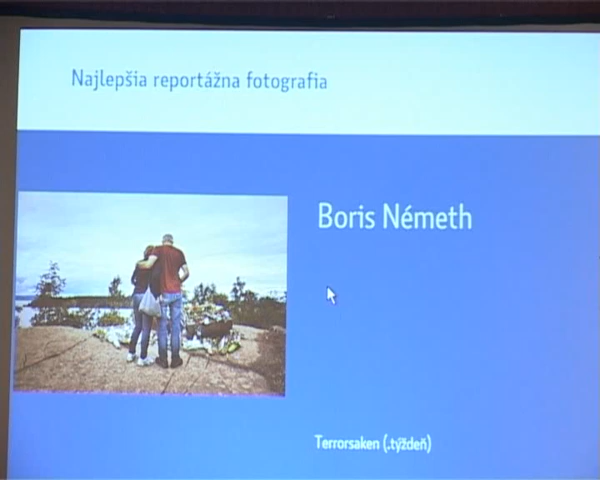 Najlepšia reportážna fotografia
Boris Németh
Terrorsaken (.týždeň)